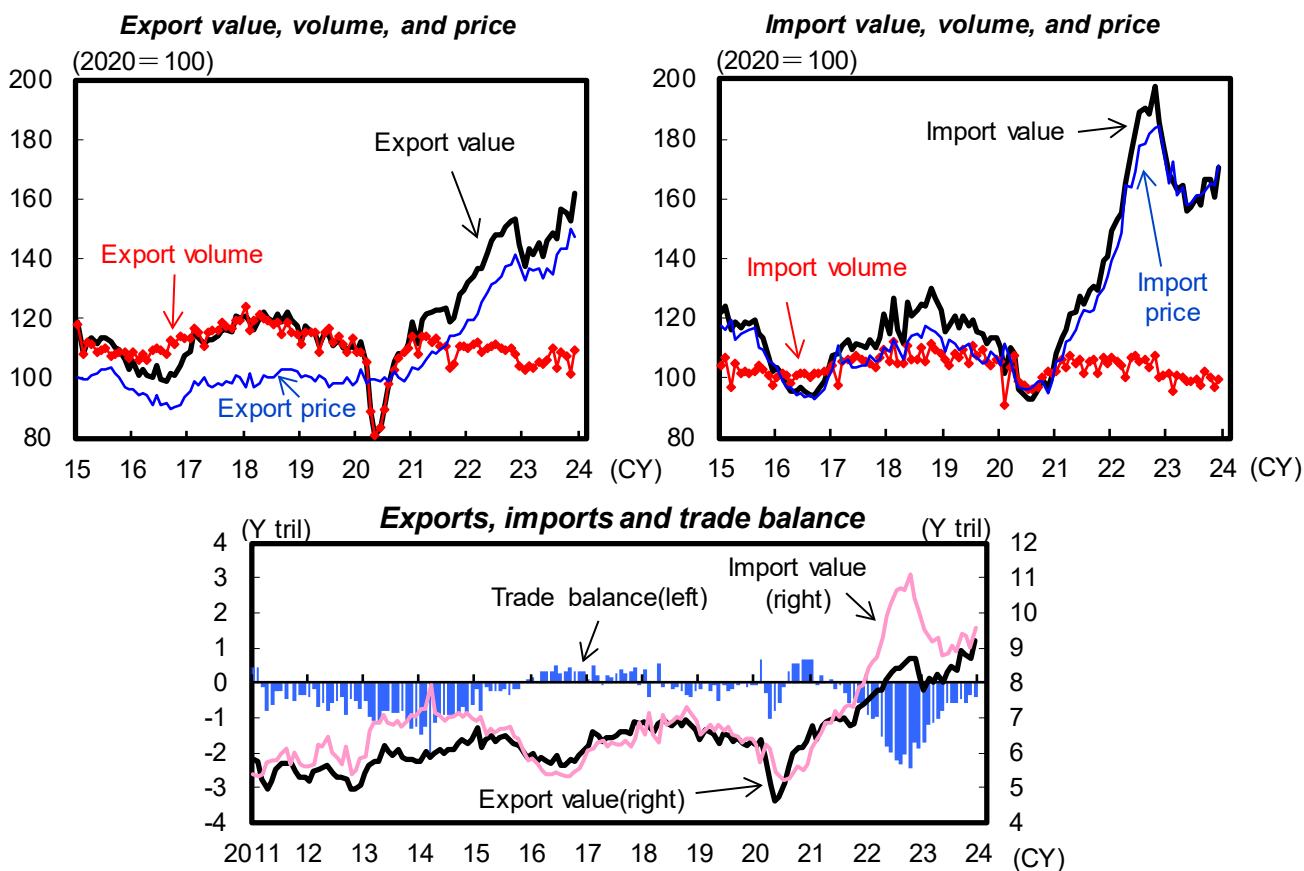 Export value, volume, and price
(2020＝100)
200
180
160
140
120
100
80
Export value
Export volume
Export price
15 16 17 18 19 20 21 22 23 24 (CY)
Import value, volume, and price
(2020＝100)
200
180
160
140
120
100
80
Import value
Import volume
Import
price
15 16 17 18 19 20 21 22 23 24 (CY)
Exports, imports and trade balance
(Y tril)
(Y tril)
4
3
2
1
0
-1
-2
-3
-4
Trade balance(left)
Import value
(right)
Export value(right)
12
11
10
9
8
7
6
5
4
2011 12 13 14 15 16 17 18 19 20 21 22 23 24 (CY)